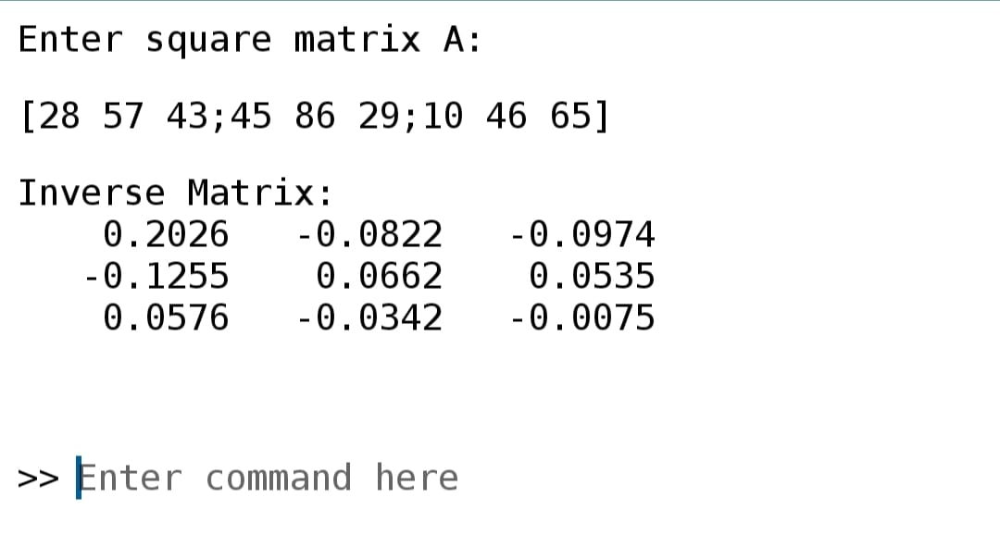 Enter square matrix A:
[28 57 43;45 86 29;10 46 65]
Inverse Matrix:
0.2026 -0.0822 -0.0974
-0.1255 0.0662 0.0535
0.0576 -0.0342 -0.0075
>> Enter command here